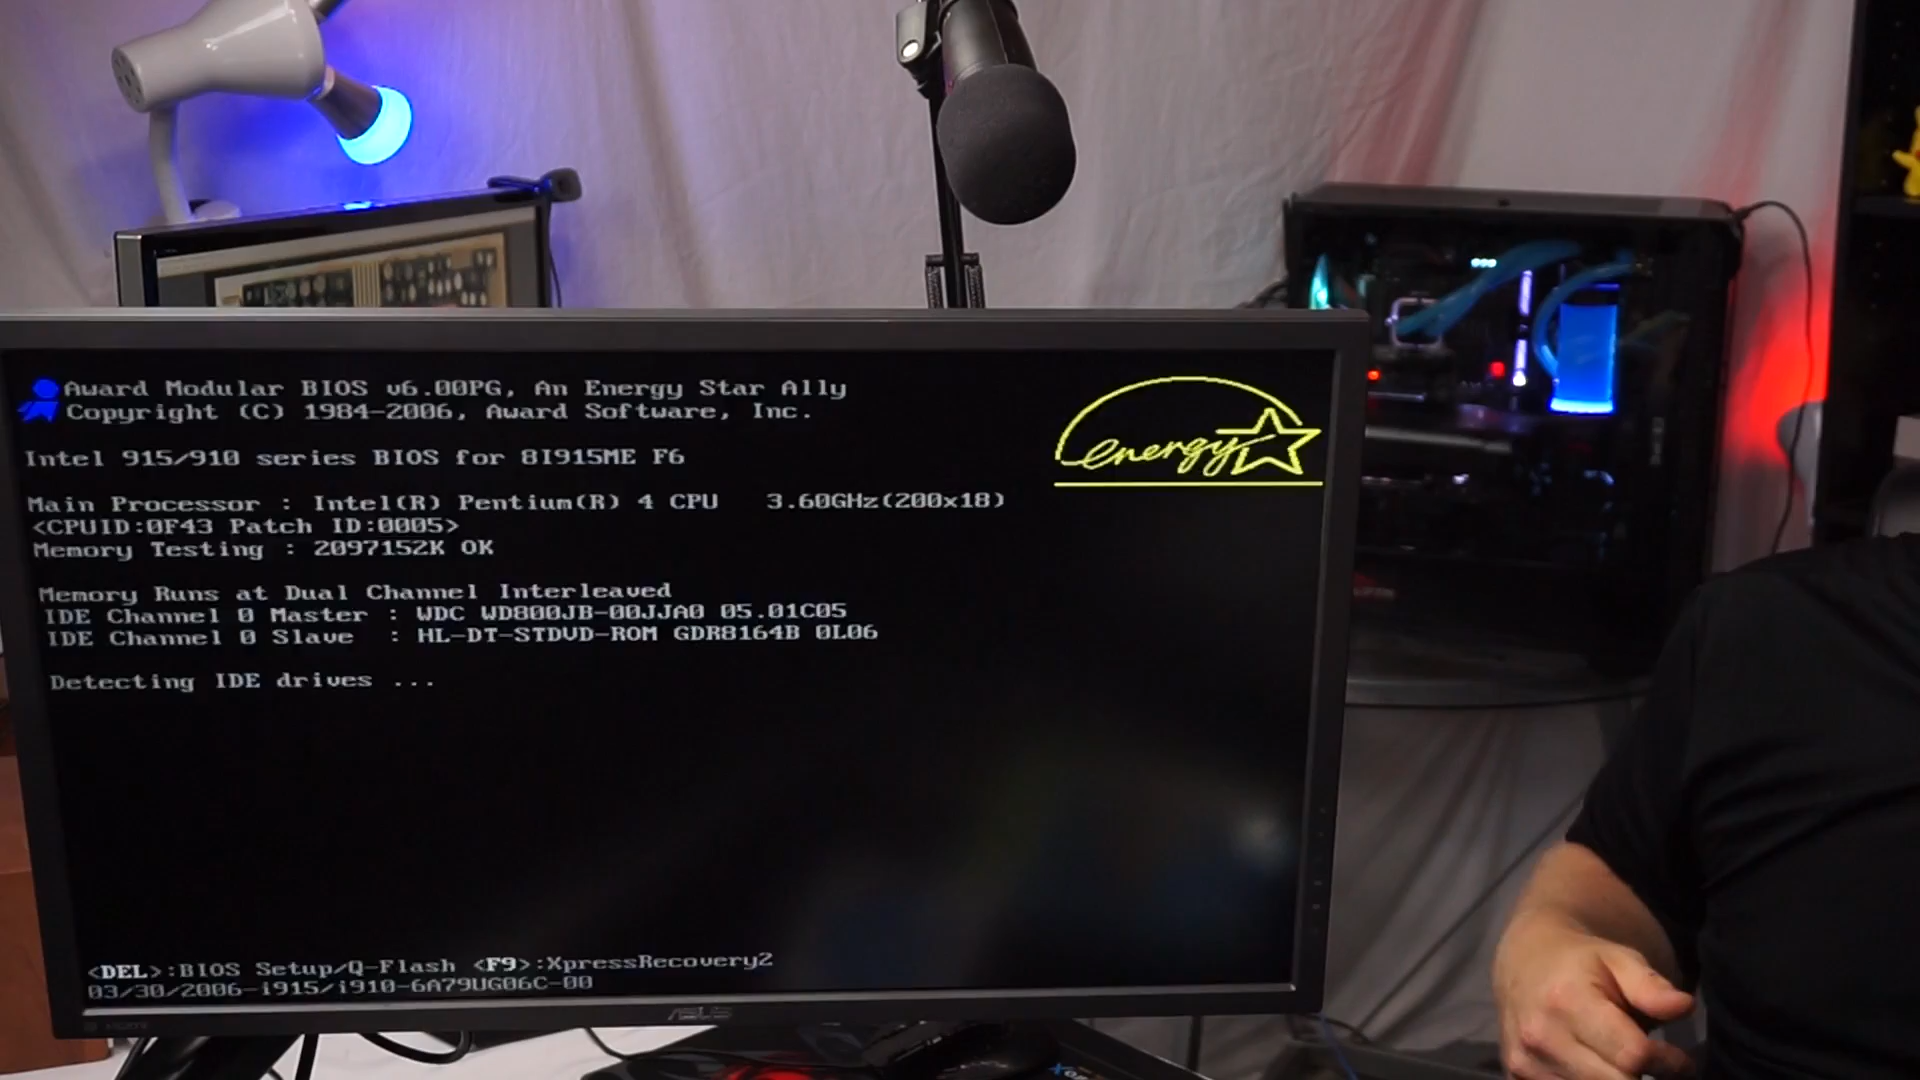 Award Modular BIOS v6.00PG, An Energy Star Ally
Copyright (C) 1984-2006, Award Software, Inc.
energy
Intel 915/910 series BIOS for 8I915ME F6
Main Processor : Intel(R) Pentium(R) 4 CPU 3.60GHz(200x18)
<CPUID:0F43 Patch ID:0005>
Memory Testing : 2097152K OK
Memory Runs at Dual Channel Interleaved
IDE Channel 0 Master : WDC WD800JB-00JJA0 05.01C05
IDE Channel 0 Slave : HL-DT-STDVD-ROM GDR8164B 0L06
Detecting IDE drives ...
<DEL>:BIOS Setup/Q-Flash <F9>:XpressRecovery2
03/30/2006-i915/i910-6A79UG06C-00
ASUS